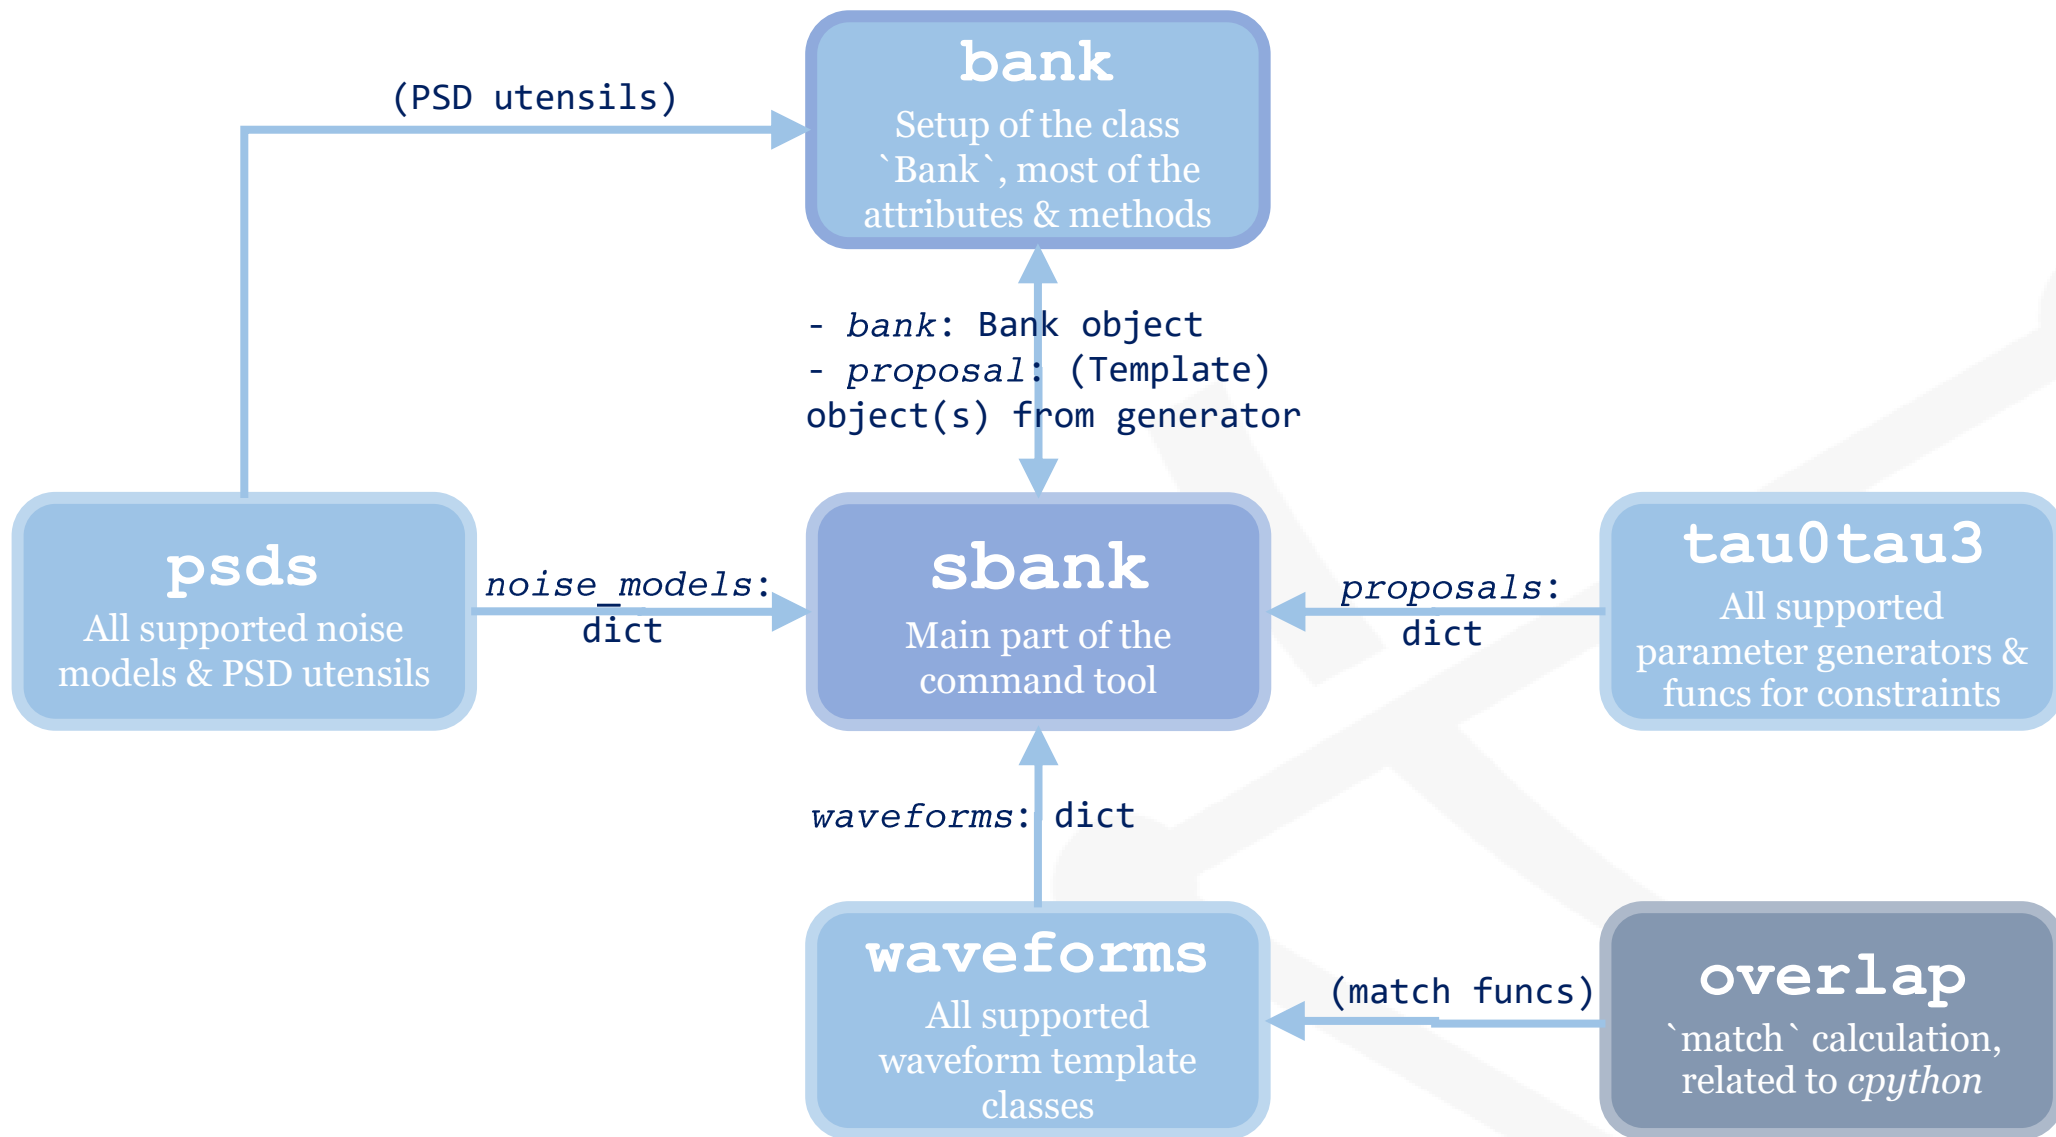 bank
Setup of the class
`Bank`, most of the
attributes & methods
(PSD utensils)
- bank: Bank object
- proposal: (Template)
object(s) from generator
psds
All supported noise
models & PSD utensils
noise_models:
dict
sbank
Main part of the
command tool
proposals:
dict
tau0tau3
All supported
parameter generators &
funcs for constraints
waveforms: dict
waveforms
All supported
waveform template
classes
(match funcs)
overlap
`match` calculation,
related to cpython